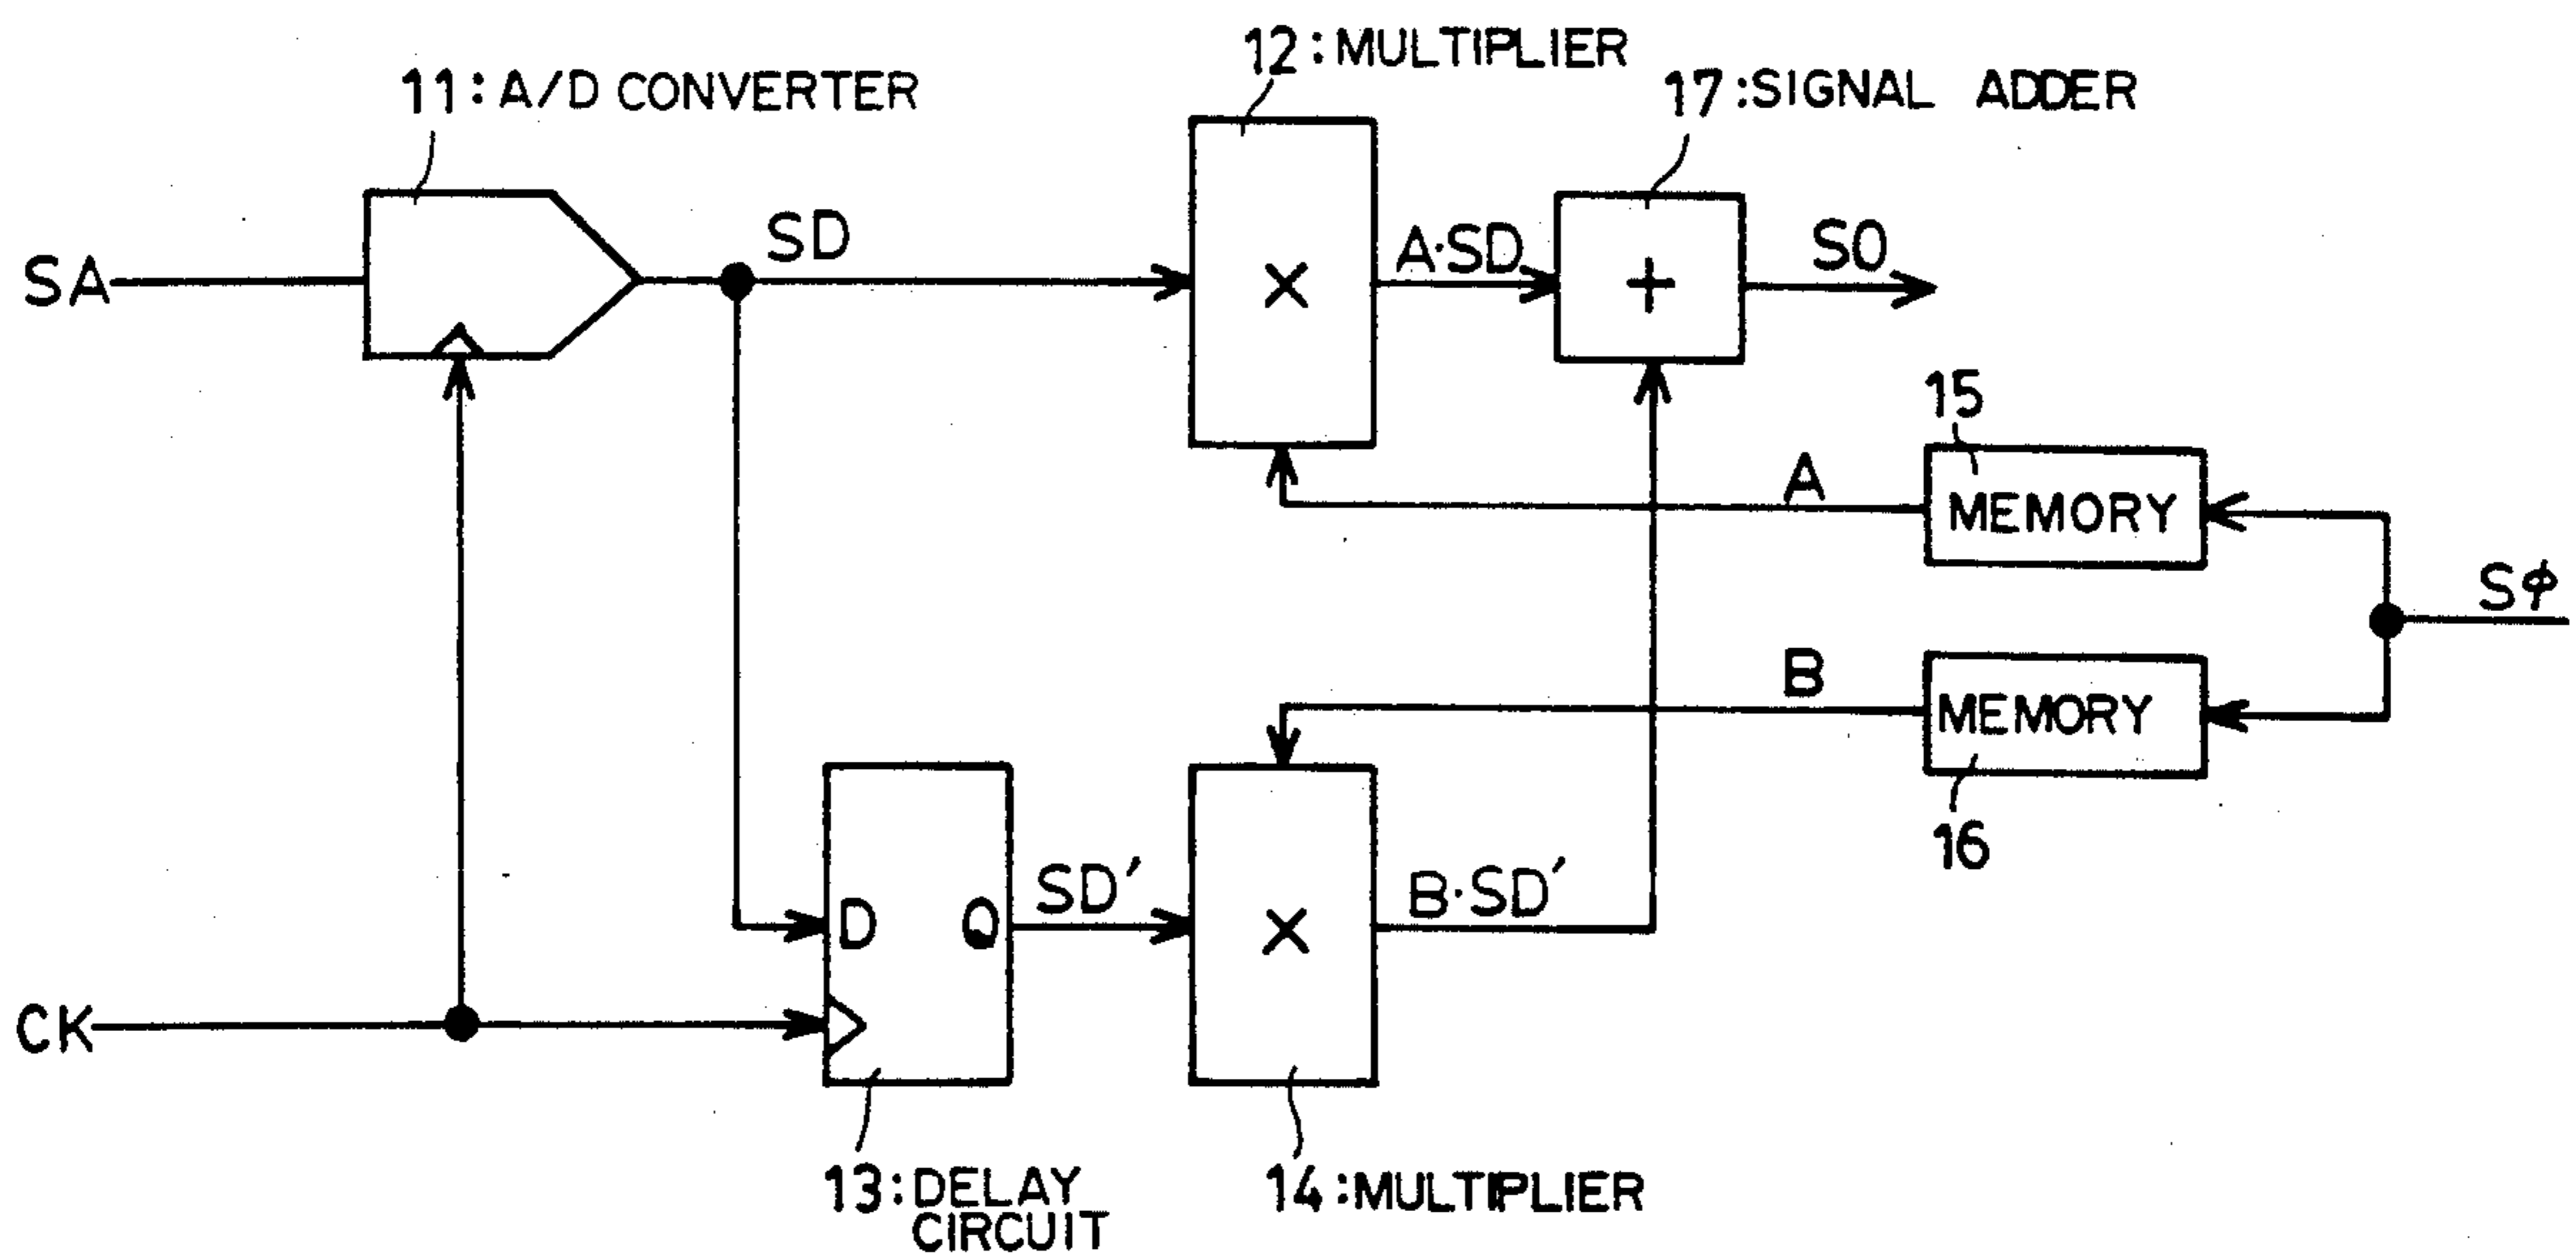 12:MULTIPLIER
11:A/D CONVERTER
17:SIGNAL ADDER
SA
SD
×
A·SD
+
SO
15
A
MEMORY
Sϕ
B
MEMORY
16
D Q
SD′
×
B·SD′
CK
13:DELAY
CIRCUIT
14:MULTIPLIER